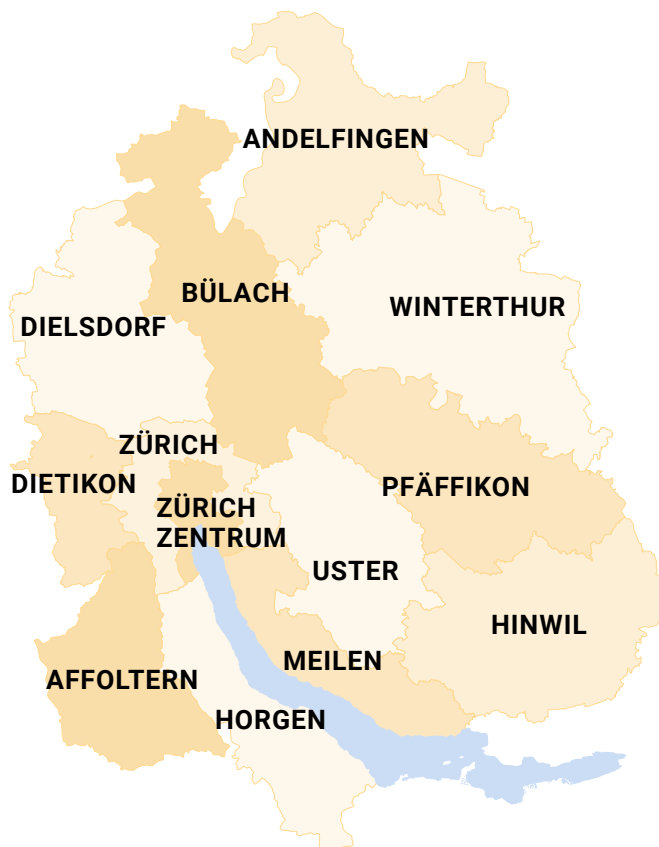 ANDELFINGEN
BÜLACH
WINTERTHUR
DIELSDORF
ZÜRICH
DIETIKON
PFÄFFIKON
ZÜRICH
ZENTRUM
USTER
HINWIL
MEILEN
AFFOLTERN
HORGEN